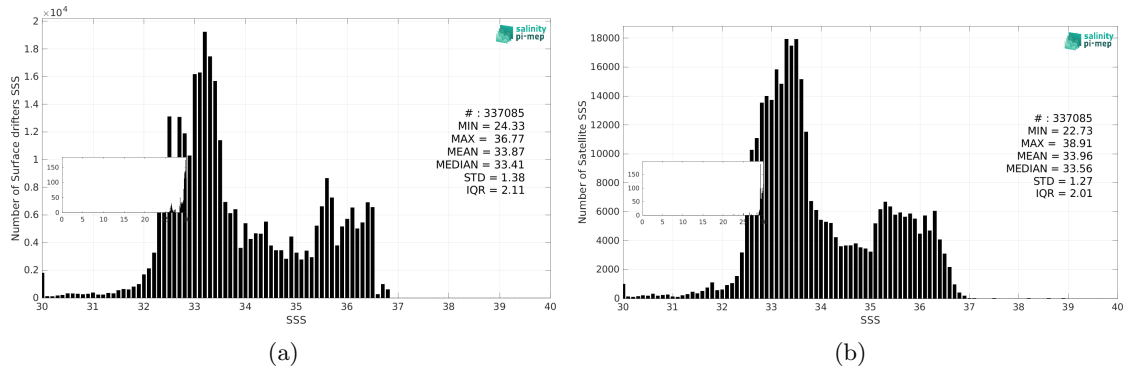 2 ×10⁴
1.8
1.6
1.4
1.2
1
0.8
0.6
0.4
0.2
0
Number of Surface drifters SSS
150
100
50
0
0 5 10 15 20 25
salinity
pi-mep
# : 337085
MIN = 24.33
MAX = 36.77
MEAN = 33.87
MEDIAN = 33.41
STD = 1.38
IQR = 2.11
30 31 32 33 34 35 36 37 38 39 40
SSS
(a)
18000
16000
14000
12000
10000
8000
6000
4000
2000
0
Number of Satellite SSS
150
100
50
0
0 5 10 15 20 25
salinity
pi-mep
# : 337085
MIN = 22.73
MAX = 38.91
MEAN = 33.96
MEDIAN = 33.56
STD = 1.27
IQR = 2.01
30 31 32 33 34 35 36 37 38 39 40
SSS
(b)